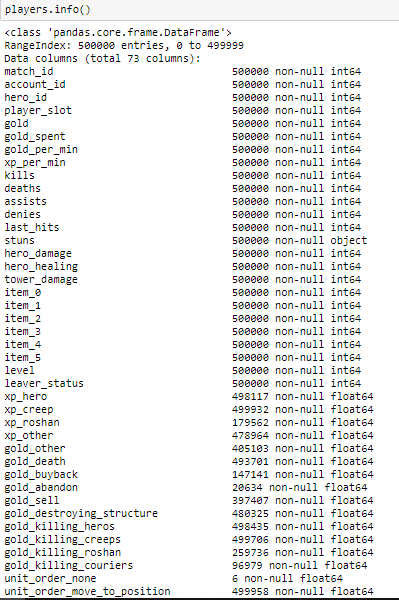 players.info()
<class 'pandas.core.frame.DataFrame'>
RangeIndex: 500000 entries, 0 to 499999
Data columns (total 73 columns):
match_id 500000 non-null int64
account_id 500000 non-null int64
hero_id 500000 non-null int64
player_slot 500000 non-null int64
gold 500000 non-null int64
gold_spent 500000 non-null int64
gold_per_min 500000 non-null int64
xp_per_min 500000 non-null int64
kills 500000 non-null int64
deaths 500000 non-null int64
assists 500000 non-null int64
denies 500000 non-null int64
last_hits 500000 non-null int64
stuns 500000 non-null object
hero_damage 500000 non-null int64
hero_healing 500000 non-null int64
tower_damage 500000 non-null int64
item_0 500000 non-null int64
item_1 500000 non-null int64
item_2 500000 non-null int64
item_3 500000 non-null int64
item_4 500000 non-null int64
item_5 500000 non-null int64
level 500000 non-null int64
leaver_status 500000 non-null int64
xp_hero 498117 non-null float64
xp_creep 499932 non-null float64
xp_roshan 179562 non-null float64
xp_other 478964 non-null float64
gold_other 405103 non-null float64
gold_death 493701 non-null float64
gold_buyback 147141 non-null float64
gold_abandon 20634 non-null float64
gold_sell 397407 non-null float64
gold_destroying_structure 480325 non-null float64
gold_killing_heros 498435 non-null float64
gold_killing_creeps 499706 non-null float64
gold_killing_roshan 259736 non-null float64
gold_killing_couriers 96979 non-null float64
unit_order_none 6 non-null float64
unit_order_move_to_position 499958 non-null float64